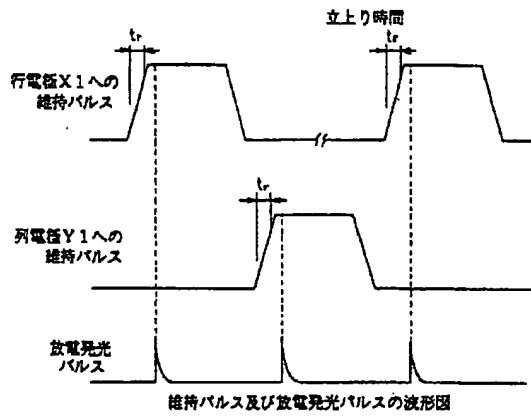 立上り時間
tr
tr
行電極X1への
維持パルス
tr
列電極Y1への
維持パルス
放電発光
パルス
維持パルス及び放電発光パルスの波形図